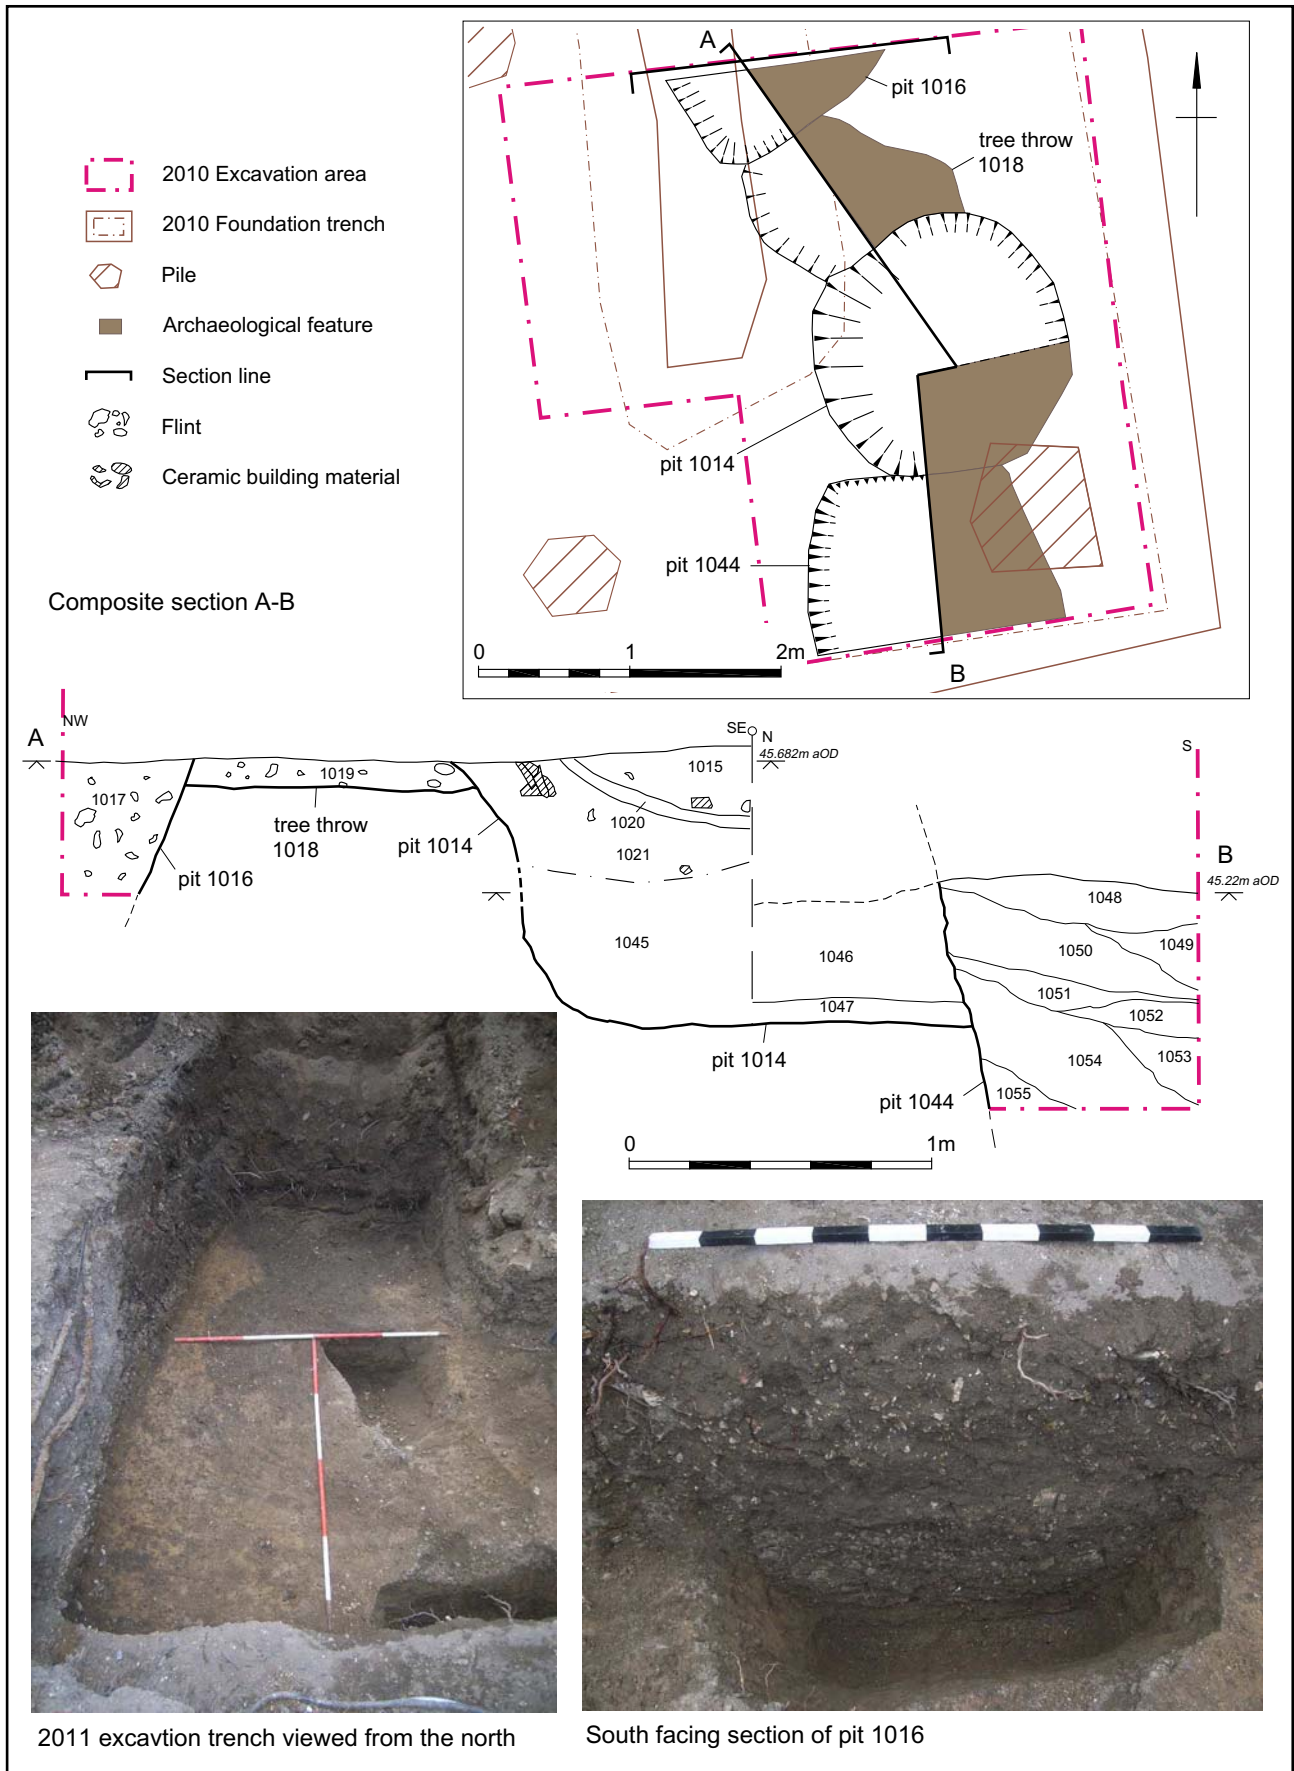 A
pit 1016
tree throw
1018
2010 Excavation area
2010 Foundation trench
Pile
Archaeological feature
Section line
Flint
Ceramic building material
pit 1014
pit 1044
Composite section A-B
0 1 2m
B
A
NW
SE
N
45.682m aOD
S
1019
1015
1017
1020
tree throw
1018
pit 1014
1021
pit 1016
B
45.22m aOD
1048
1045
1046
1050
1049
1051
1047
1052
1054
1053
pit 1014
1055
pit 1044
0 1m
2011 excavtion trench viewed from the north
South facing section of pit 1016